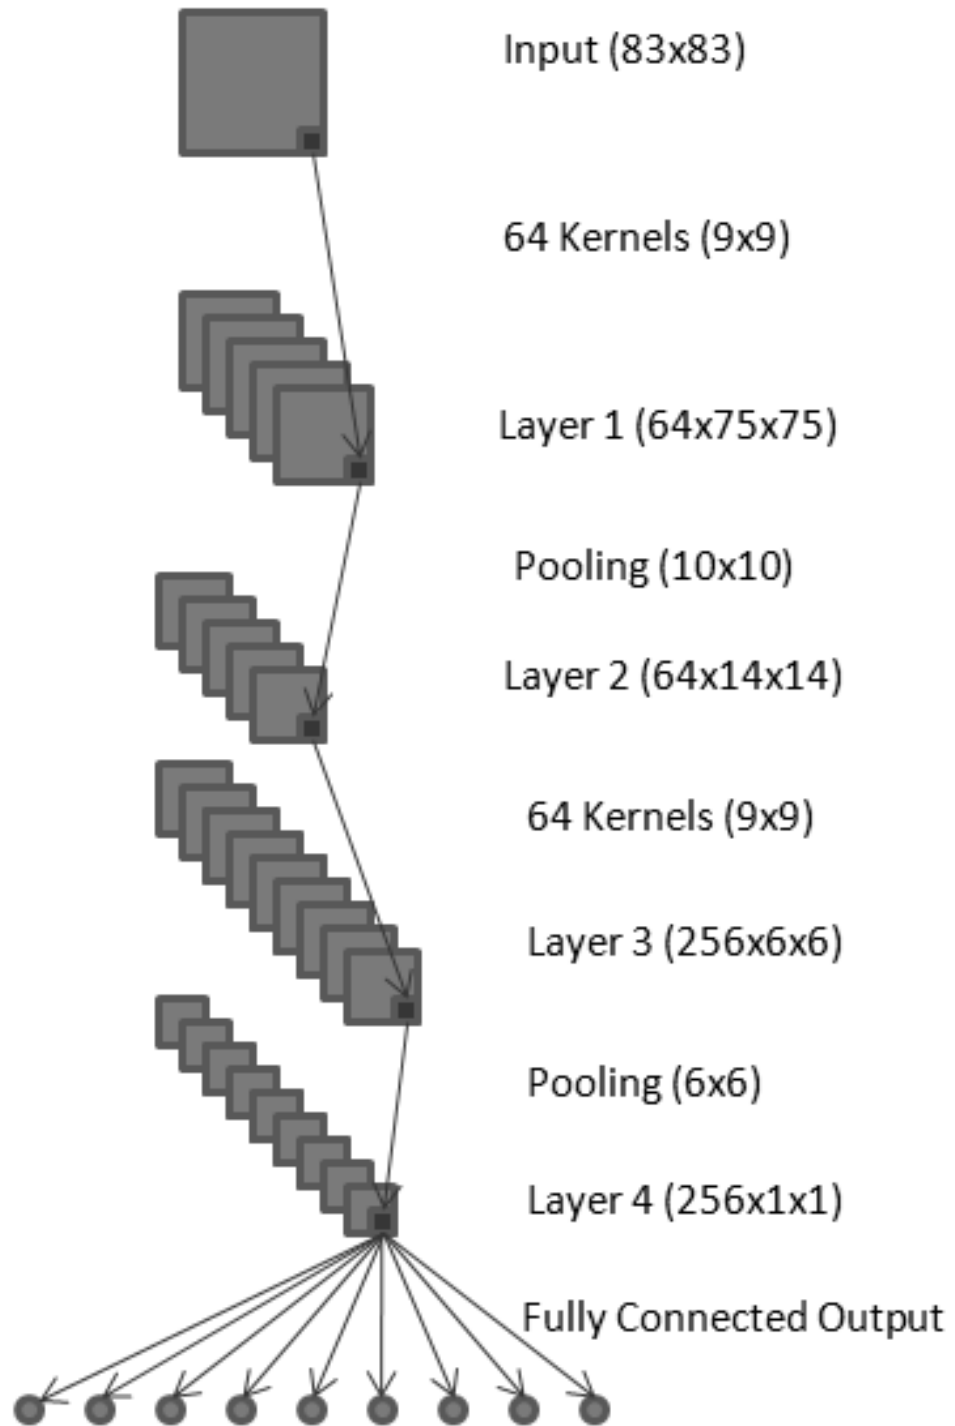 Input (83x83)
64 Kernels (9x9)
Layer 1 (64x75x75)
Pooling (10x10)
Layer 2 (64x14x14)
64 Kernels (9x9)
Layer 3 (256x6x6)
Pooling (6x6)
Layer 4 (256x1x1)
Fully Connected Output